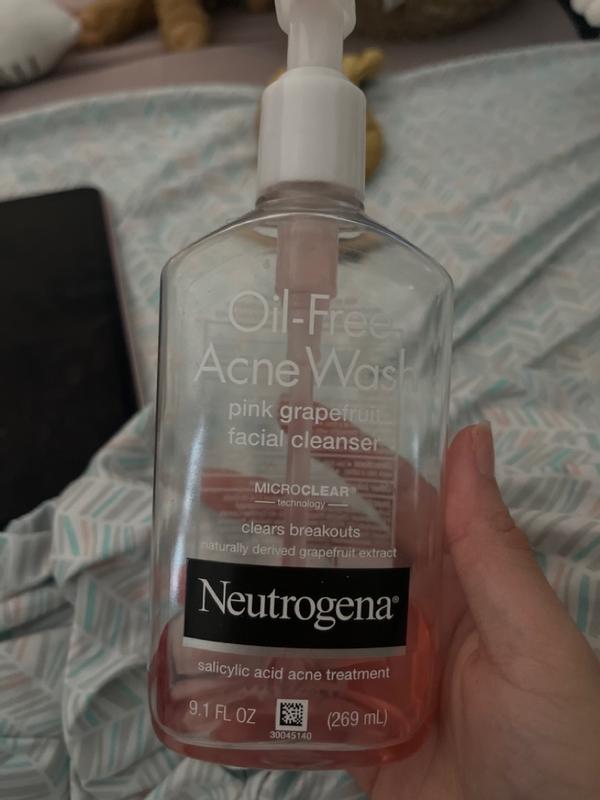 Oil-Free
Acne Wash
pink grapefruit
facial cleanser
MICROCLEAR®
technology
clears breakouts
naturally derived grapefruit extract
Neutrogena®
salicylic acid acne treatment
9.1 FL OZ (269 mL)
30045140